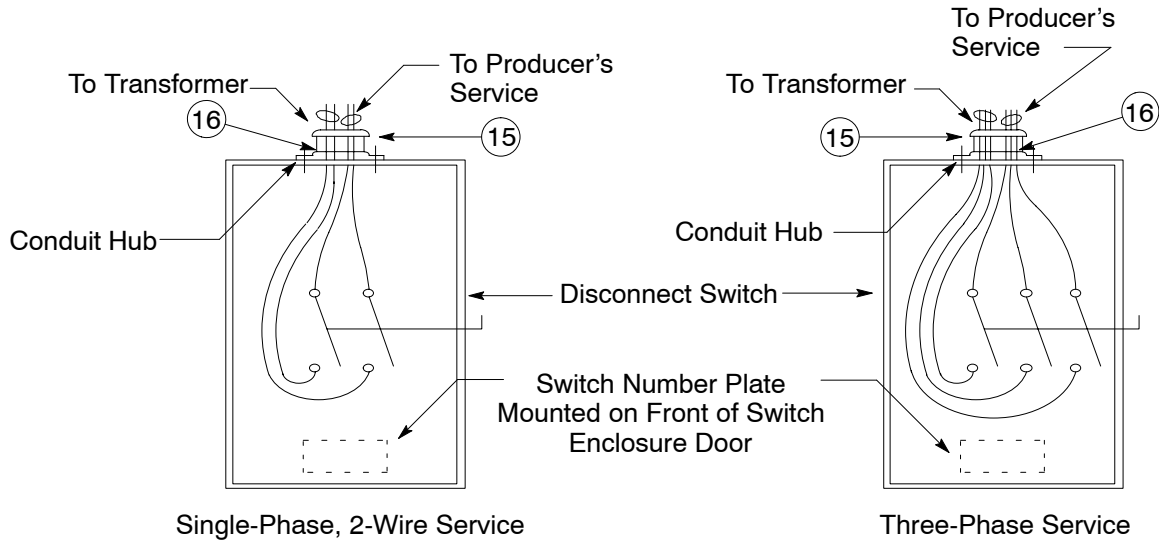 To Producer's
Service
To Transformer
To Producer's
Service
To Transformer
16
15
15
16
Conduit Hub
Conduit Hub
Disconnect Switch
Switch Number Plate
Mounted on Front of Switch
Enclosure Door
Single-Phase, 2-Wire Service
Three-Phase Service